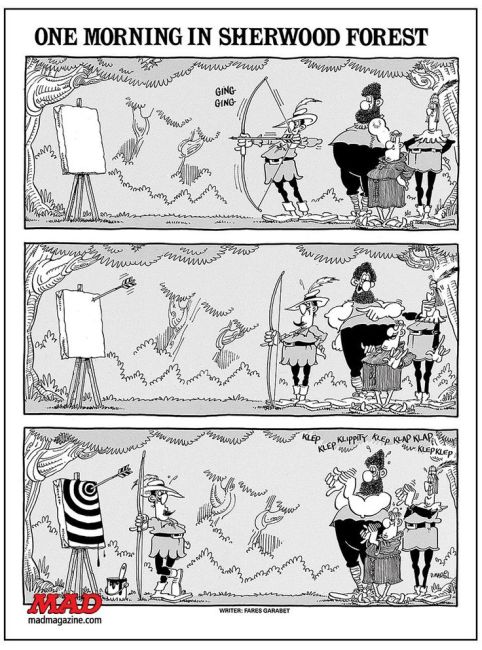 ONE MORNING IN SHERWOOD FOREST
GING
GING
KLEP KLIPPITY KLEP KLAP KLAP
KLEP KLEP KLEP
MAD
madmagazine.com
WRITER: FARES GARABET